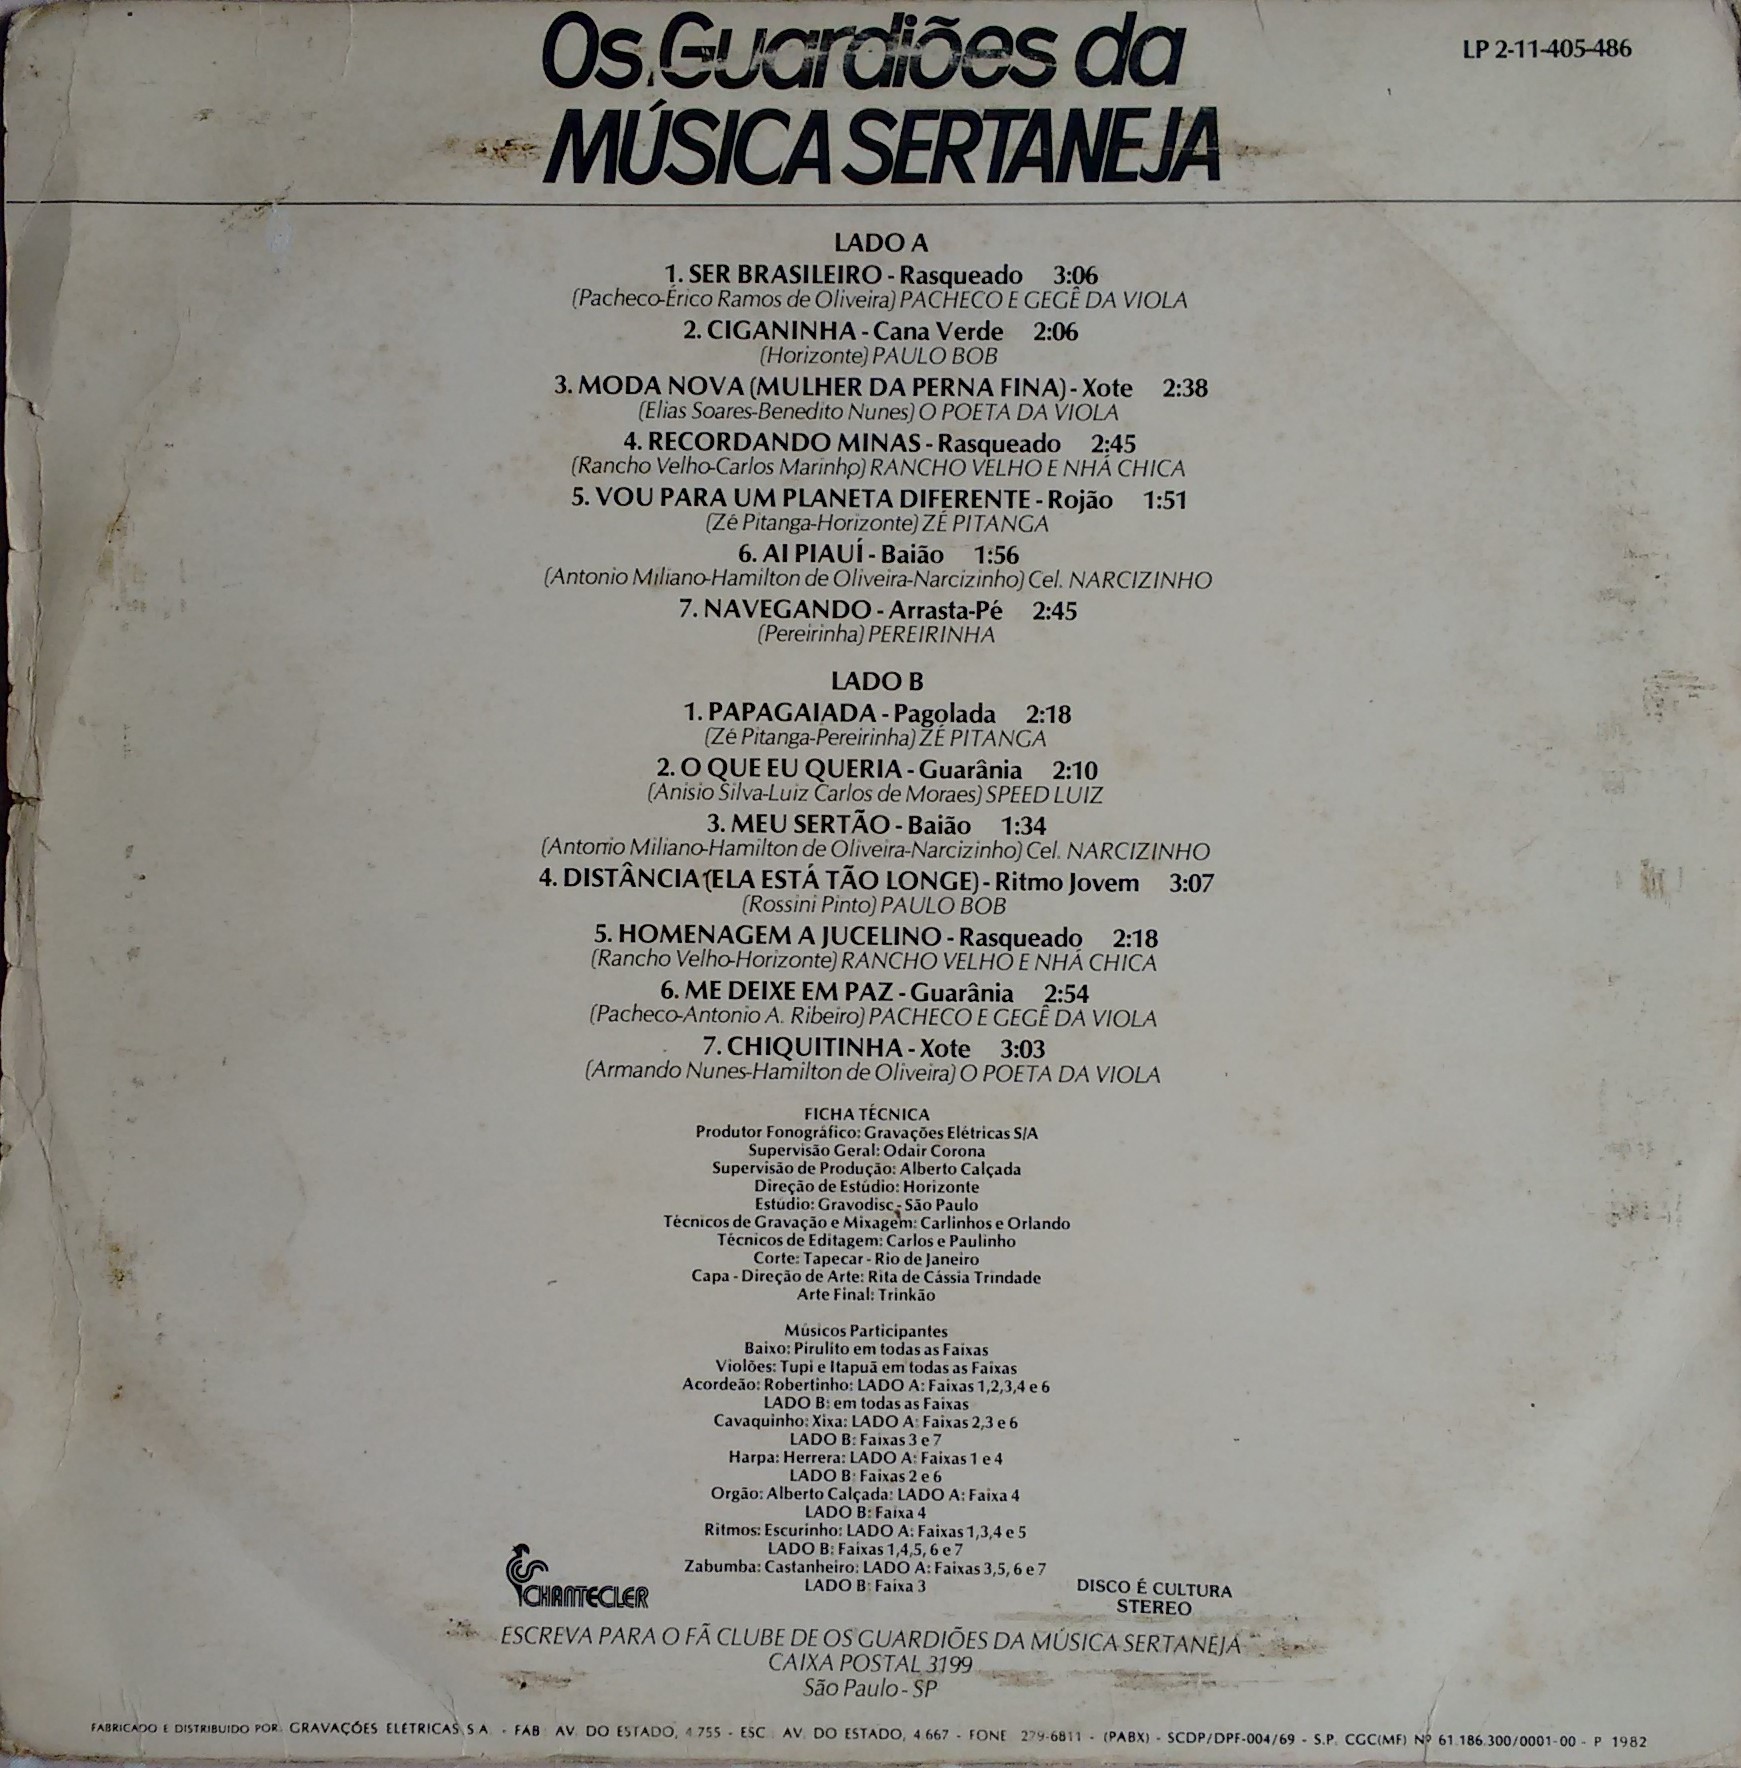 Os Guardiões da
MÚSICA SERTANEJA
LP 2-11-405-486
LADO A
1. SER BRASILEIRO - Rasqueado 3:06
(Pacheco-Érico Ramos de Oliveira) PACHECO E GEGÊ DA VIOLA
2. CIGANINHA - Cana Verde 2:06
(Horizonte) PAULO BOB
3. MODA NOVA (MULHER DA PERNA FINA) - Xote 2:38
(Elias Soares-Benedito Nunes) O POETA DA VIOLA
4. RECORDANDO MINAS - Rasqueado 2:45
(Rancho Velho-Carlos Marinho) RANCHO VELHO E NHÁ CHICA
5. VOU PARA UM PLANETA DIFERENTE - Rojão 1:51
(Zé Pitanga-Horizonte) ZÉ PITANGA
6. AI PIAUÍ - Baião 1:56
(Antonio Miliano-Hamilton de Oliveira-Narcizinho) Cel. NARCIZINHO
7. NAVEGANDO - Arrasta-Pé 2:45
(Pereirinha) PEREIRINHA
LADO B
1. PAPAGAIADA - Pagolada 2:18
(Zé Pitanga-Pereirinha) ZÉ PITANGA
2. O QUE EU QUERIA - Guarânia 2:10
(Anisio Silva-Luiz Carlos de Moraes) SPEED LUIZ
3. MEU SERTÃO - Baião 1:34
(Antonio Miliano-Hamilton de Oliveira-Narcizinho) Cel. NARCIZINHO
4. DISTÂNCIA (ELA ESTÁ TÃO LONGE) - Ritmo Jovem 3:07
(Rossini Pinto) PAULO BOB
5. HOMENAGEM A JUCELINO - Rasqueado 2:18
(Rancho Velho-Horizonte) RANCHO VELHO E NHÁ CHICA
6. ME DEIXE EM PAZ - Guarânia 2:54
(Pacheco-Antonio A. Ribeiro) PACHECO E GEGÊ DA VIOLA
7. CHIQUITINHA - Xote 3:03
(Armando Nunes-Hamilton de Oliveira) O POETA DA VIOLA
FICHA TÉCNICA
Produtor Fonográfico: Gravações Elétricas S/A
Supervisão Geral: Odair Corona
Supervisão de Produção: Alberto Calçada
Direção de Estúdio: Horizonte
Estúdio: Gravodisc - São Paulo
Técnicos de Gravação e Mixagem: Carlinhos e Orlando
Técnicos de Editagem: Carlos e Paulinho
Corte: Tapecar - Rio de Janeiro
Capa - Direção de Arte: Rita de Cássia Trindade
Arte Final: Trinkão
Músicos Participantes
Baixo: Pirulito em todas as Faixas
Violões: Tupi e Itapuã em todas as Faixas
Acordeão: Robertinho: LADO A: Faixas 1,2,3,4 e 6
LADO B: em todas as Faixas
Cavaquinho: Xixa: LADO A: Faixas 2,3 e 6
LADO B: Faixas 3 e 7
Harpa: Herrera: LADO A: Faixas 1 e 4
LADO B: Faixas 2 e 6
Orgão: Alberto Calçada: LADO A: Faixa 4
LADO B: Faixa 4
Ritmos: Escurinho: LADO A: Faixas 1,3,4 e 5
LADO B: Faixas 1,4,5, 6 e 7
Zabumba: Castanheiro: LADO A: Faixas 3,5, 6 e 7
LADO B: Faixa 3
CHANTECLER
DISCO É CULTURA
STEREO
ESCREVA PARA O FÃ CLUBE DE OS GUARDIÕES DA MÚSICA SERTANEJA
CAIXA POSTAL 3199
São Paulo - SP
FABRICADO E DISTRIBUIDO POR: GRAVAÇÕES ELETRICAS S.A. - FAB: AV. DO ESTADO, 4.755 - ESC.: AV. DO ESTADO, 4.667 - FONE 279-6811 - (PABX) - SCDP/DPF-004/69 - S.P. CGC(MF) Nº 61.186.300/0001-00 - P 1982